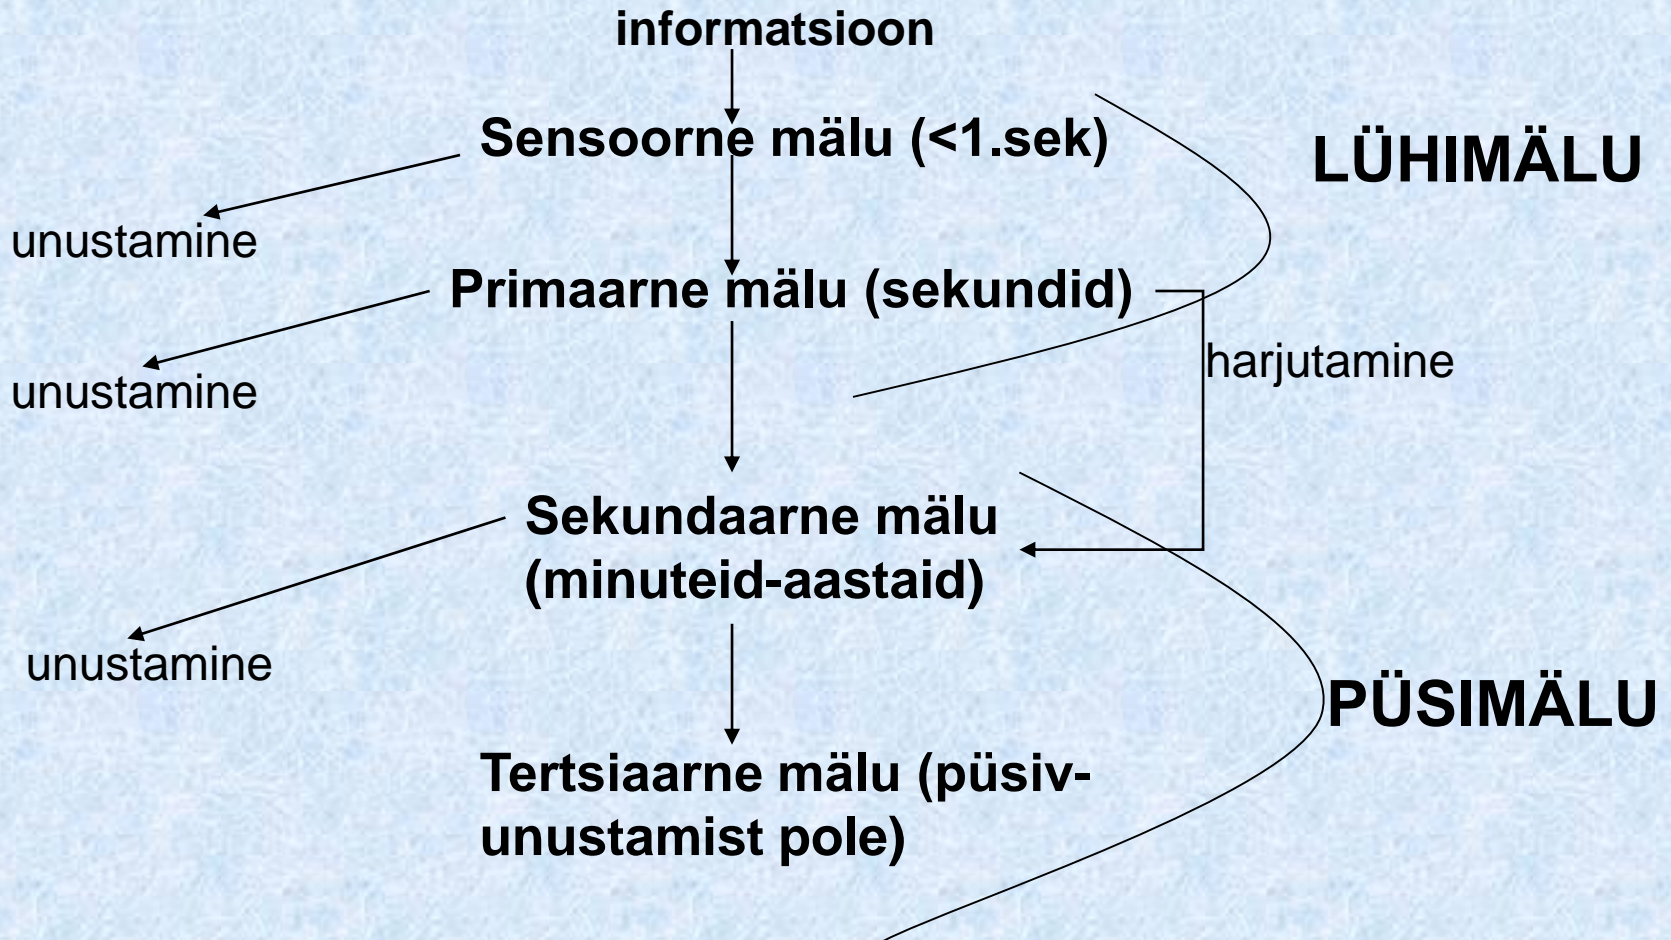 informatsioon
Sensoorne mälu (<1.sek)
LÜHIMÄLU
unustamine
Primaarne mälu (sekundid)
harjutamine
unustamine
Sekundaarne mälu
(minuteid-aastaid)
unustamine
PÜSIMÄLU
Tertsiaarne mälu (püsiv-
unustamist pole)